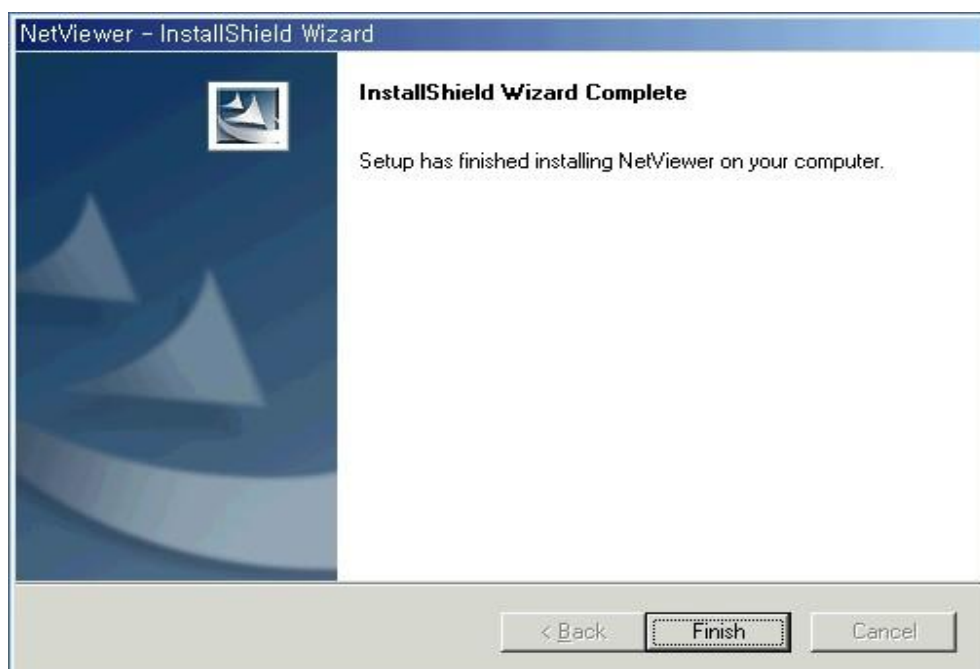 NetViewer - InstallShield Wizard
InstallShield Wizard Complete
Setup has finished installing NetViewer on your computer.
< Back
Finish
Cancel